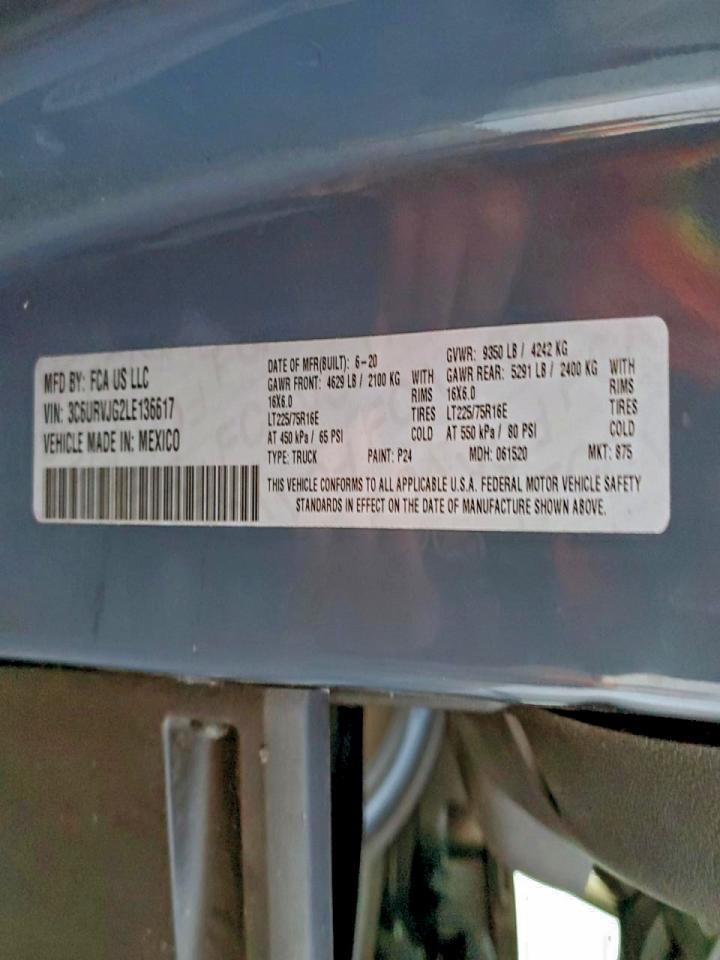 MFD BY: FCA US LLC
VIN: 3C6URVJG2LE136617
VEHICLE MADE IN: MEXICO
DATE OF MFR(BUILT): 6-20
GAWR FRONT: 4629 LB / 2100 KG WITH
16X6.0 RIMS
LT225/75R16E TIRES
AT 450 kPa / 65 PSI COLD
GVWR: 9350 LB / 4242 KG
GAWR REAR: 5291 LB / 2400 KG WITH
16X6.0 RIMS
LT225/75R16E TIRES
AT 550 kPa / 80 PSI COLD
TYPE: TRUCK PAINT: P24 MDH: 061520 MKT: 875
THIS VEHICLE CONFORMS TO ALL APPLICABLE U.S.A. FEDERAL MOTOR VEHICLE SAFETY
STANDARDS IN EFFECT ON THE DATE OF MANUFACTURE SHOWN ABOVE.